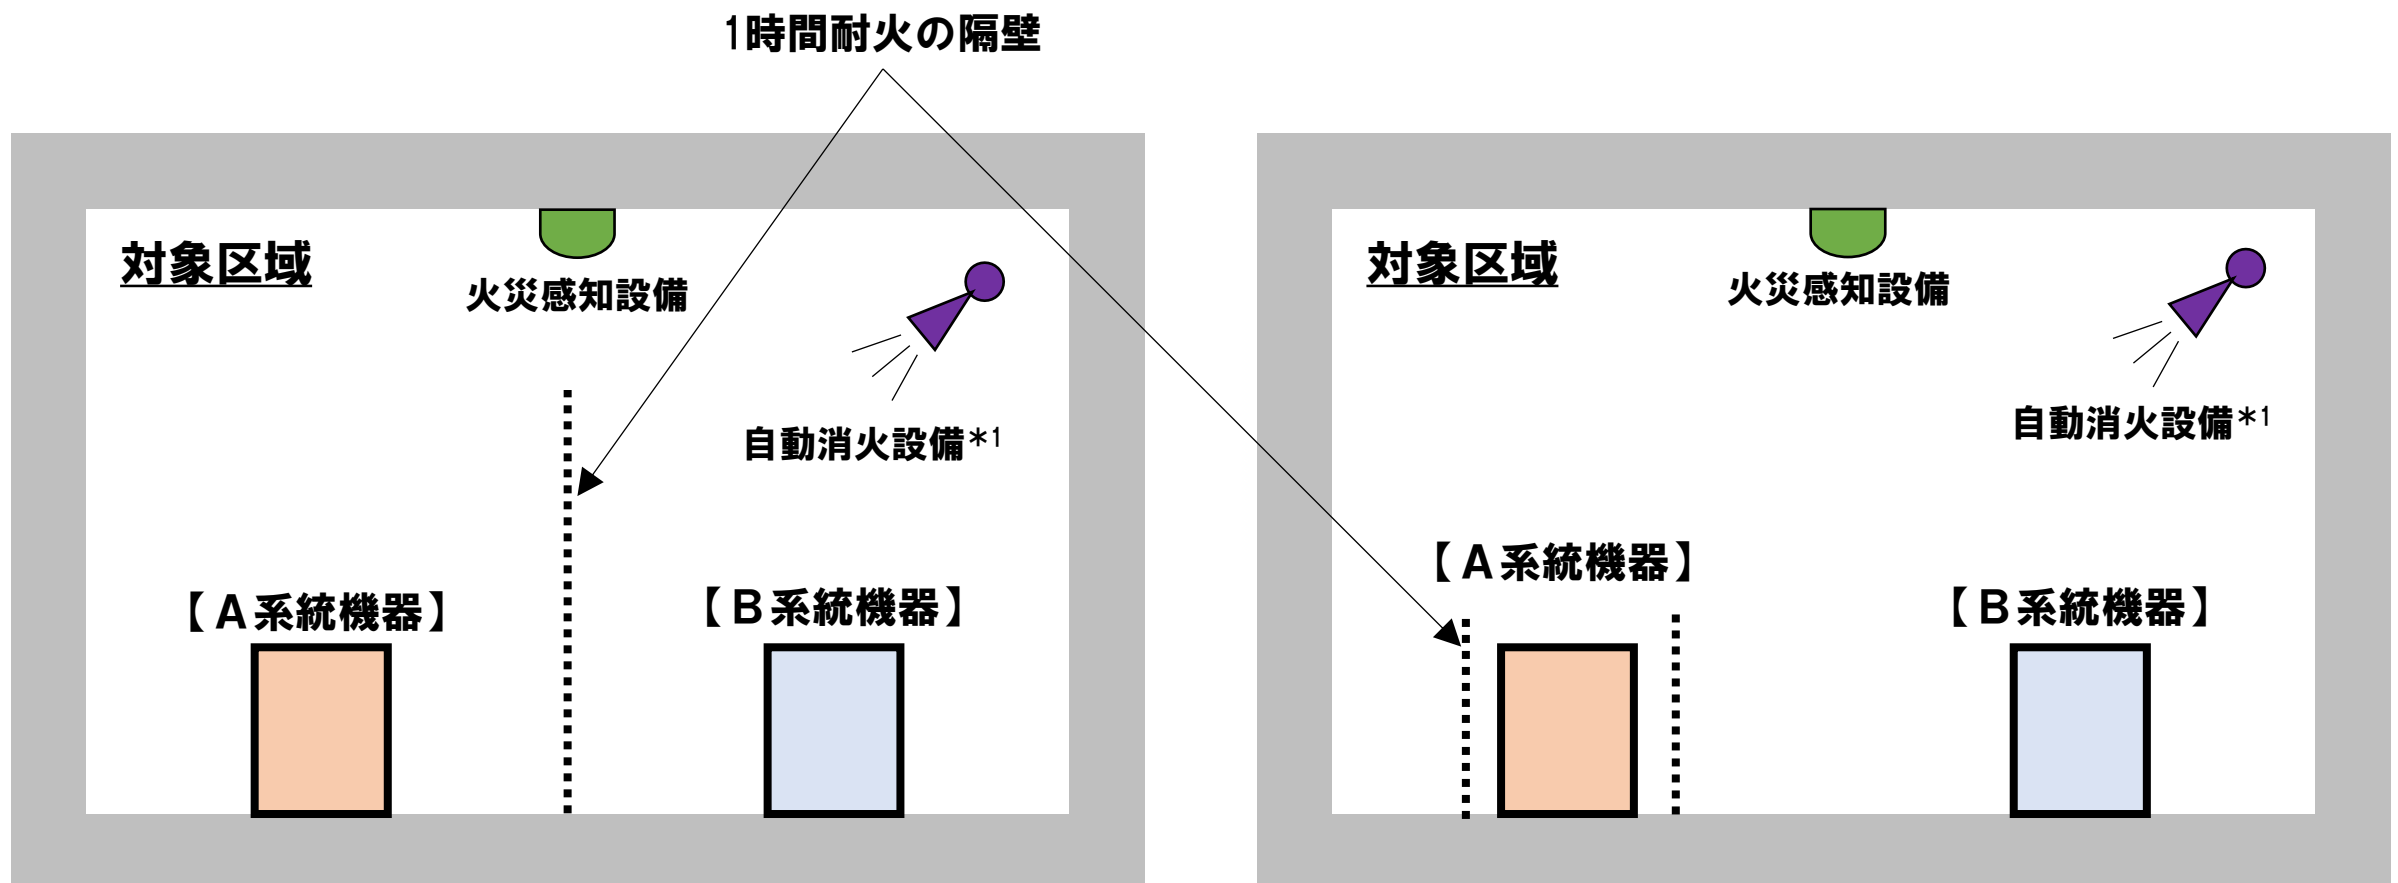 1時間耐火の隔壁
対象区域
火災感知設備
自動消火設備*1
【A系統機器】
【B系統機器】
対象区域
火災感知設備
自動消火設備*1
【A系統機器】
【B系統機器】